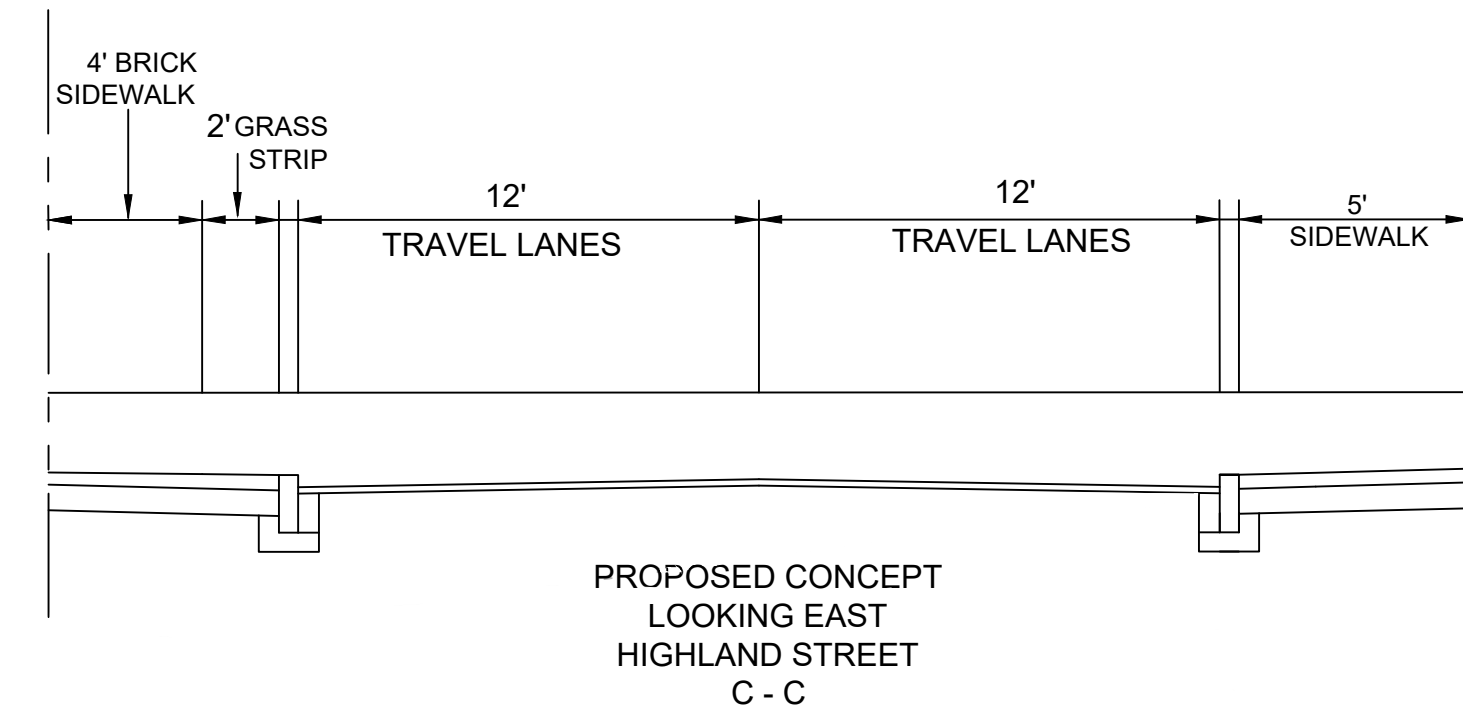 4' BRICK
SIDEWALK
2' GRASS
STRIP
12'
TRAVEL LANES
12'
TRAVEL LANES
5'
SIDEWALK
PROPOSED CONCEPT
LOOKING EAST
HIGHLAND STREET
C - C